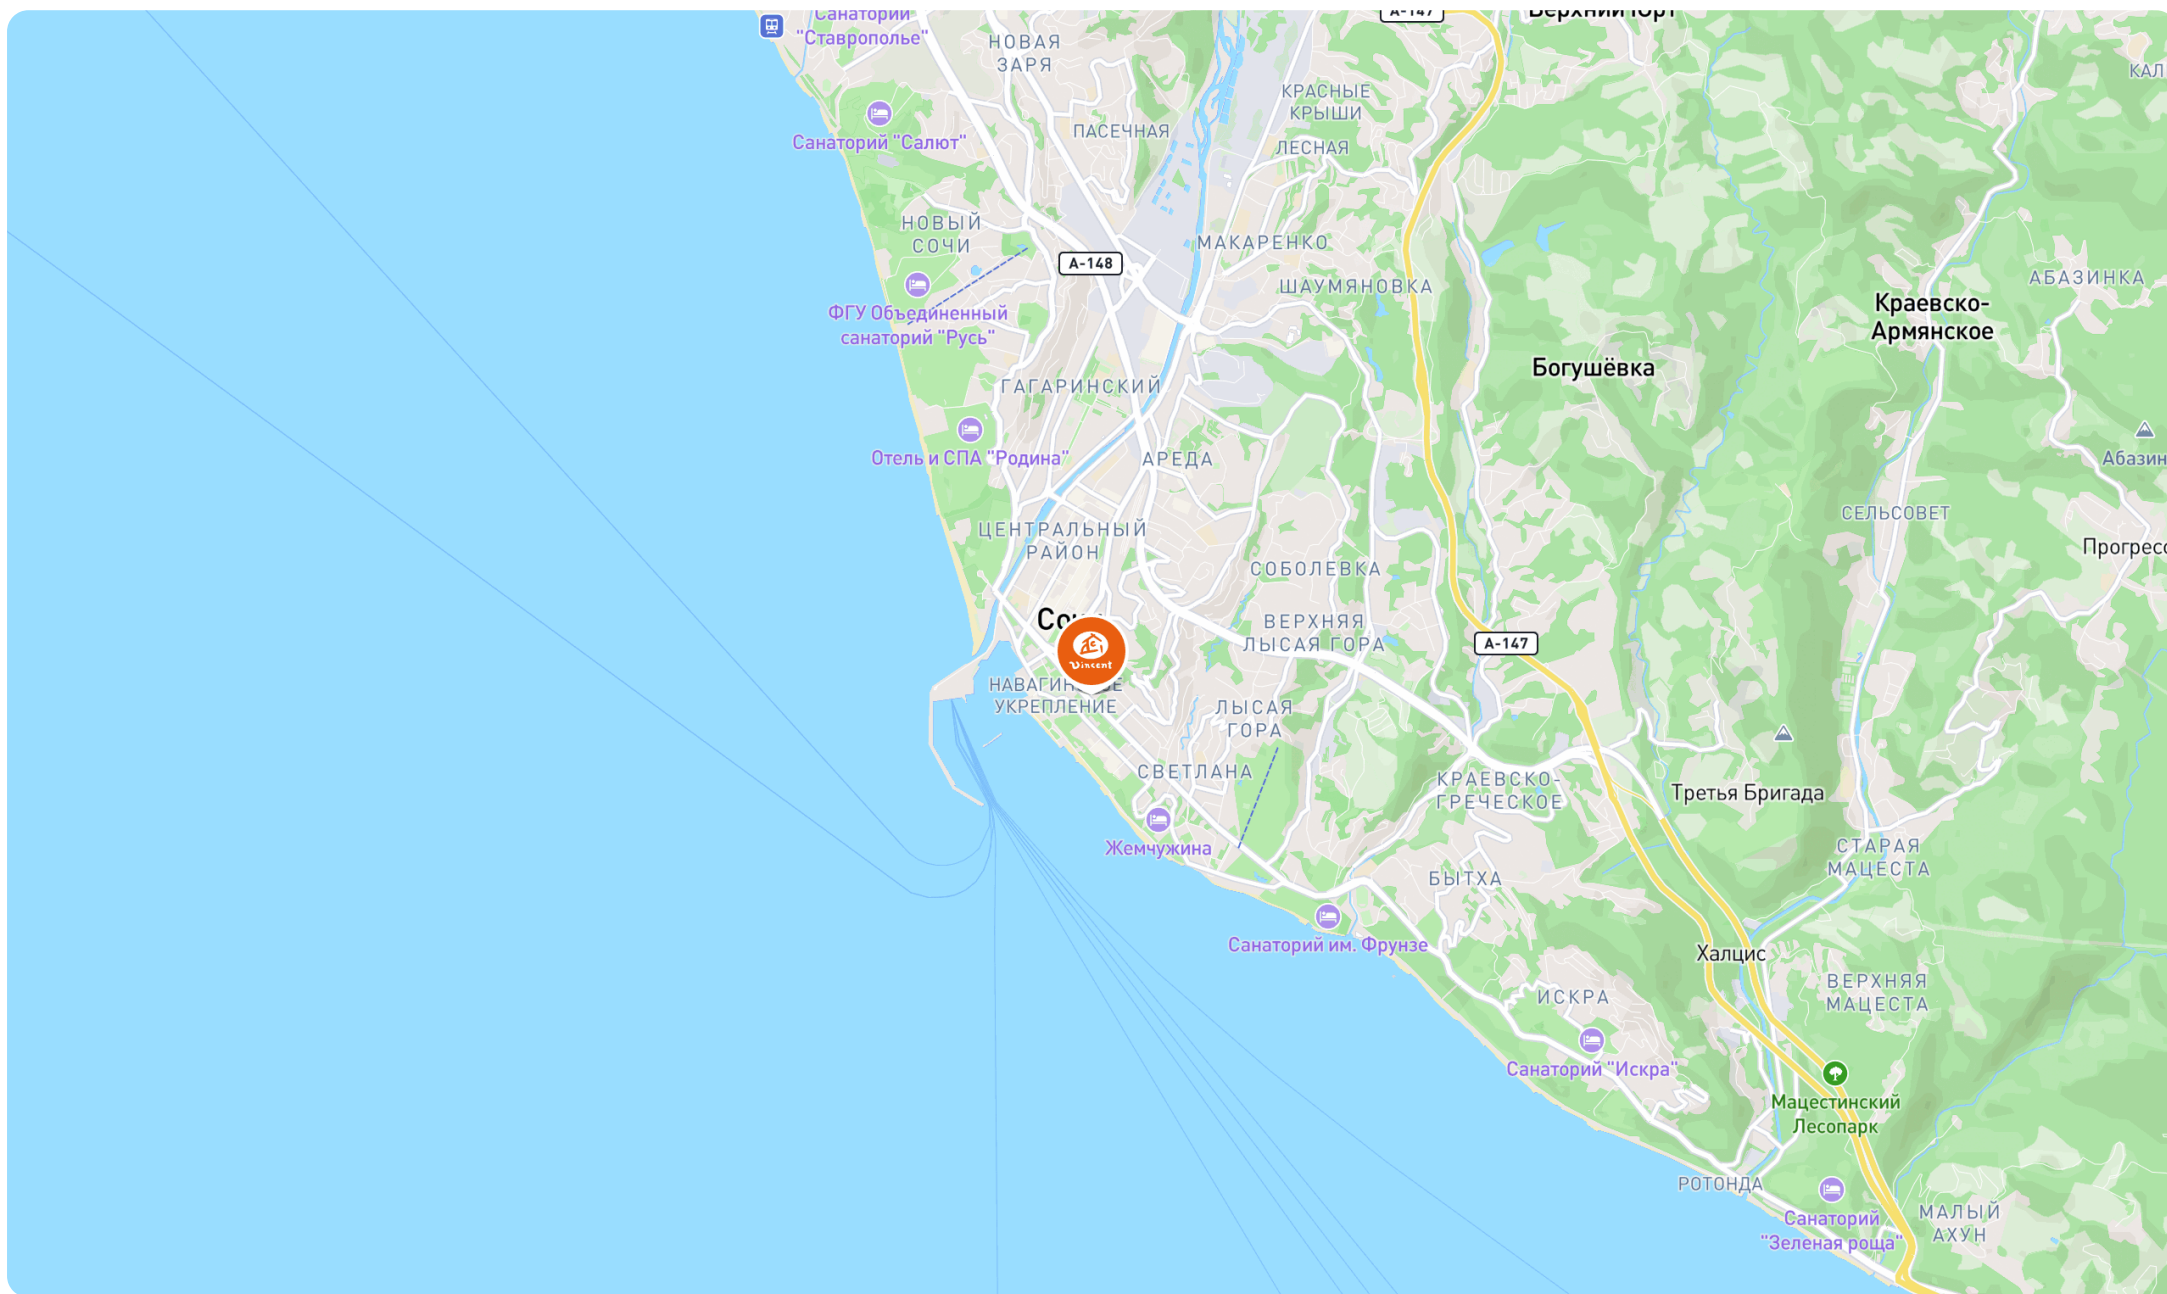 Санаторий
"Ставрополье"
НОВАЯ
ЗАРЯ
А-147
Верхний Юрт
КРАСНЫЕ
КРЫШИ
КАЛ
Санаторий "Салют"
ПАСЕЧНАЯ
ЛЕСНАЯ
НОВЫЙ
СОЧИ
А-148
МАКАРЕНКО
ШАУМЯНОВКА
АБАЗИНКА
Краевско-
Армянское
ФГУ Объединенный
санаторий "Русь"
Богушёвка
ГАГАРИНСКИЙ
Отель и СПА "Родина"
АРЕДА
Абазин
СЕЛЬСОВЕТ
ЦЕНТРАЛЬНЫЙ
РАЙОН
Прогресс
СОБОЛЕВКА
ВЕРХНЯЯ
ЛЫСАЯ ГОРА
А-147
Vincent
УКРЕПЛЕНИЕ
ЛЫСАЯ
ГОРА
СВЕТЛАНА
КРАЕВСКО-
ГРЕЧЕСКОЕ
Третья Бригада
Жемчужина
СТАРАЯ
МАЦЕСТА
БЫТХА
Санаторий им. Фрунзе
Халцис
ВЕРХНЯЯ
МАЦЕСТА
ИСКРА
Санаторий "Искра"
Мацестинский
Лесопарк
РОТОНДА
Санаторий
"Зеленая роща"
МАЛЫЙ
АХУН